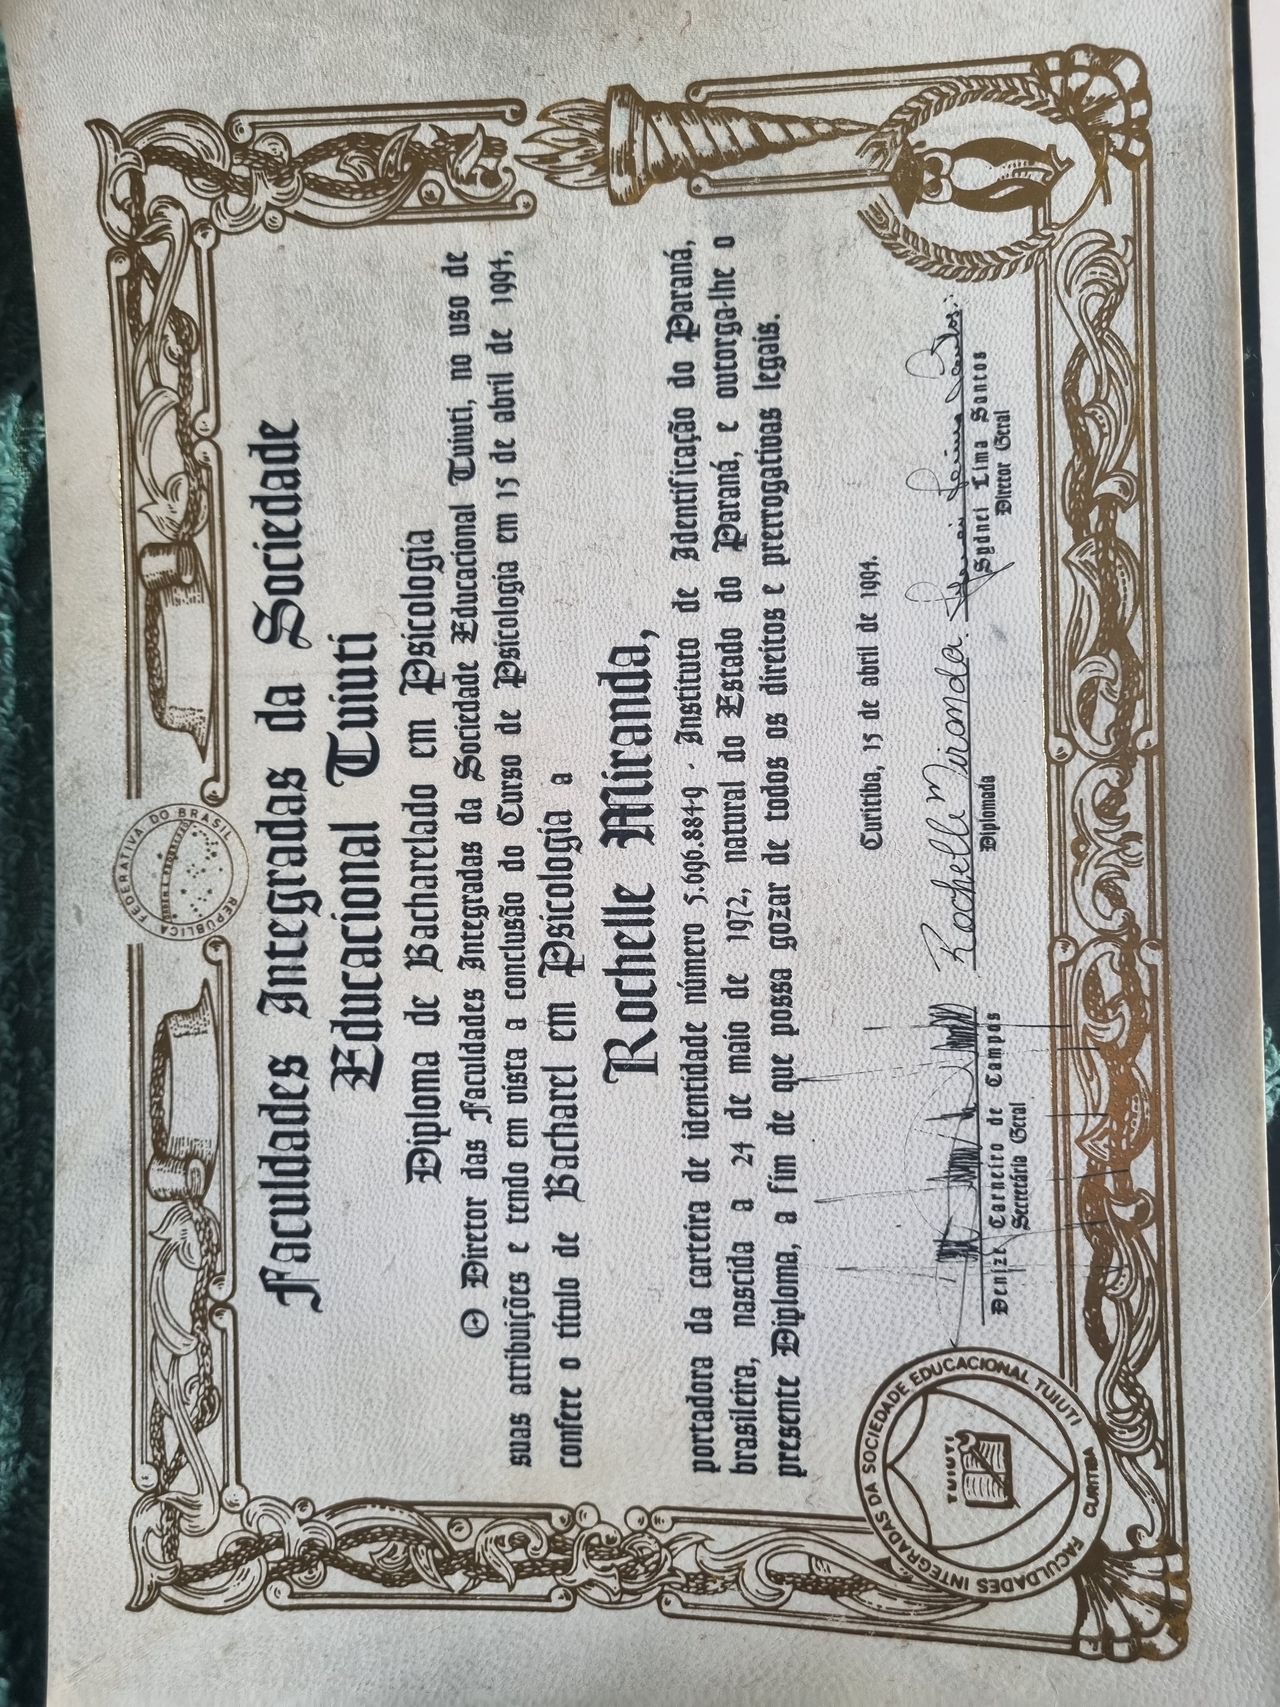 REPÚBLICA FEDERATIVA DO BRASIL
Faculdades Integradas da Sociedade
Educacional Tuiuti
Diploma de Bacharelado em Psicologia
O Diretor das Faculdades Integradas da Sociedade Educacional Tuiuti, no uso de
suas atribuições e tendo em vista a conclusão do Curso de Psicologia em 15 de abril de 1994,
confere o título de Bacharel em Psicologia a
Rochelle Miranda,
portadora da carteira de identidade número 5.696.884-9 - Instituto de Identificação do Paraná,
brasileira, nascida a 24 de maio de 1972, natural do Estado do Paraná, e outorga-lhe o
presente Diploma, a fim de que possa gozar de todos os direitos e prerrogativas legais.
Curitiba, 15 de abril de 1994.
Rochelle Miranda
Denize Carneiro de Campos
Secretária Geral
Diplomada
Sydnei Lima Santos
Diretor Geral
FACULDADES INTEGRADAS DA SOCIEDADE EDUCACIONAL TUIUTI
TUIUTI
CURITIBA